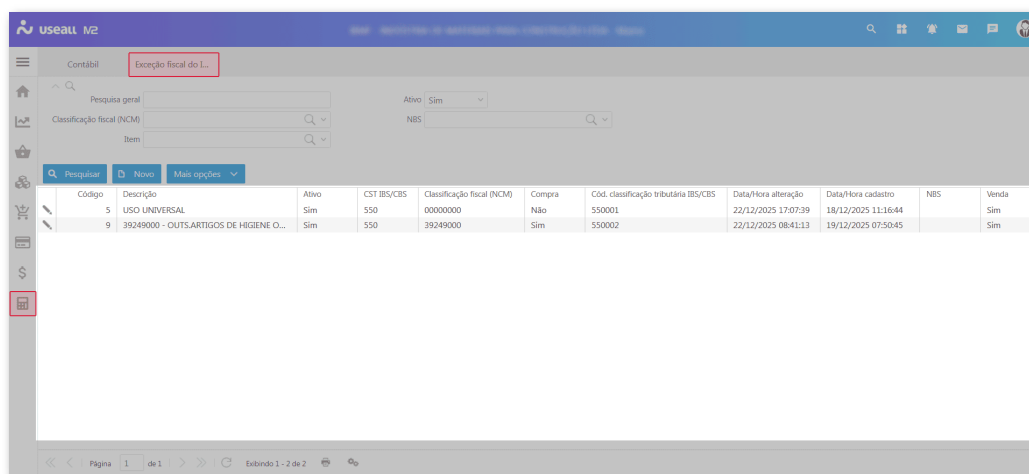 useall M2
Contábil
Exceção fiscal do I...
Pesquisa geral
Ativo Sim
Classificação fiscal (NCM)
NBS
Item
Pesquisar Novo Mais opções
Código Descrição Ativo CST IBS/CBS Classificação fiscal (NCM) Compra Cód. classificação tributária IBS/CBS Data/Hora alteração Data/Hora cadastro NBS Venda
5 USO UNIVERSAL Sim 550 00000000 Não 550001 22/12/2025 17:07:39 18/12/2025 11:16:44 Sim
9 39249000 - OUTS.ARTIGOS DE HIGIENE O... Sim 550 39249000 Sim 550002 22/12/2025 08:41:13 19/12/2025 07:50:45 Sim
Página 1 de 1 Exibindo 1 - 2 de 2